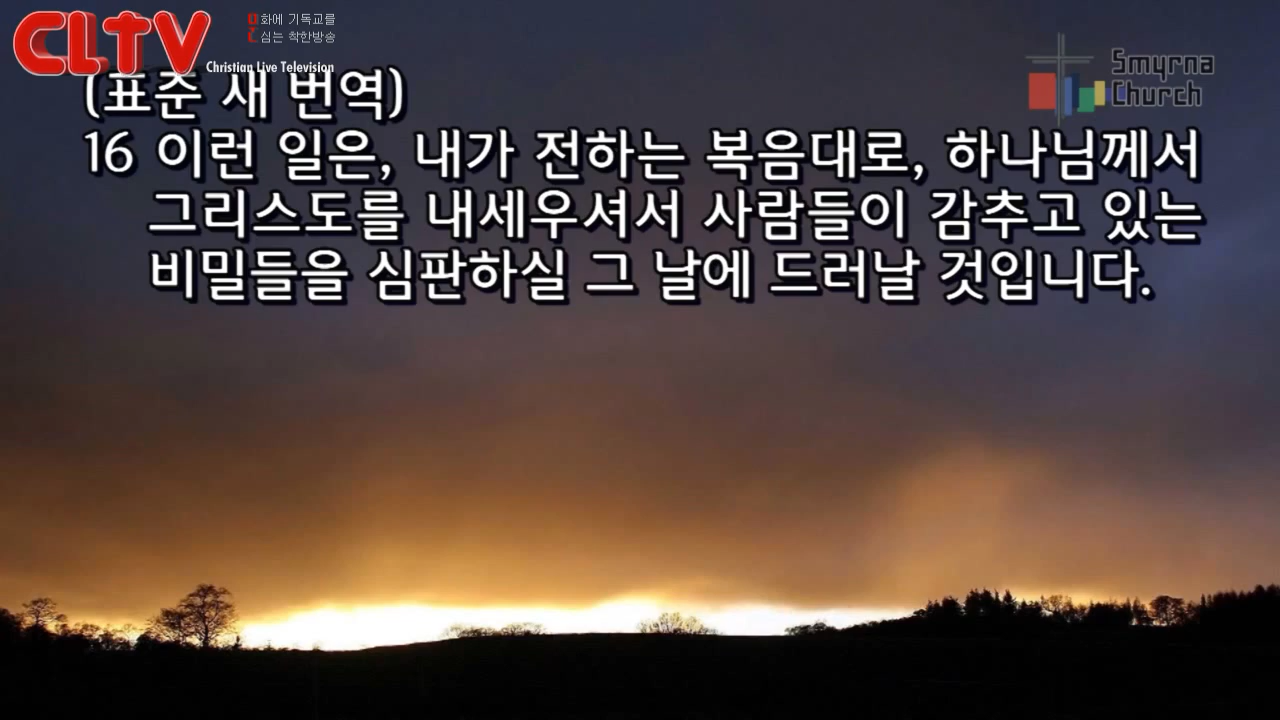 CLTV
문화에 기독교를
심는 착한방송
Christian Live Television
Smyrna
Church
(표준 새 번역)
16 이런 일은, 내가 전하는 복음대로, 하나님께서
그리스도를 내세우셔서 사람들이 감추고 있는
비밀들을 심판하실 그 날에 드러날 것입니다.